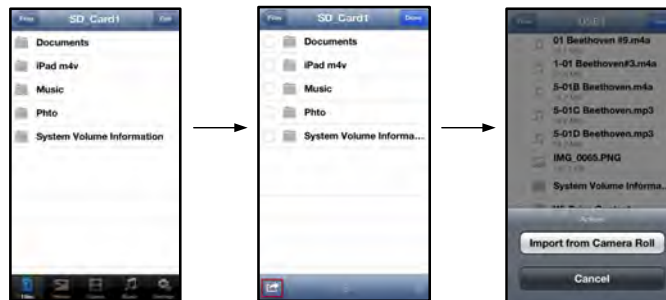 SD_Card1
Documents
iPad m4v
Music
Phto
System Volume Information
SD_Card1
Done
Documents
iPad m4v
Music
Phto
System Volume Informa...
USB1
01 Beethoven #9.m4a
1-01 Beethoven#3.m4a
5-01B Beethoven.m4a
5-01C Beethoven.mp3
5-01D Beethoven.mp3
IMG_0065.PNG
System Volume Informa...
Import from Camera Roll
Cancel